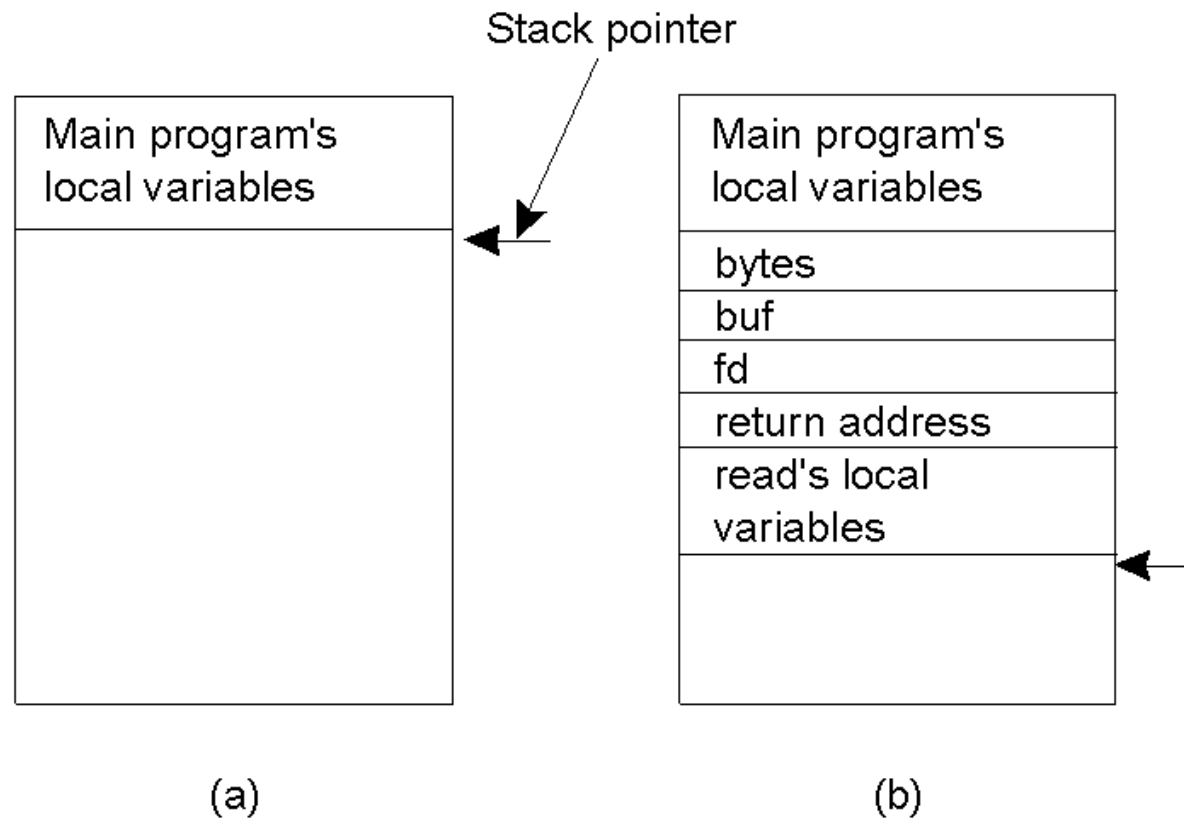 Stack pointer
Main program's
local variables
(a)
Main program's
local variables
bytes
buf
fd
return address
read's local
variables
(b)